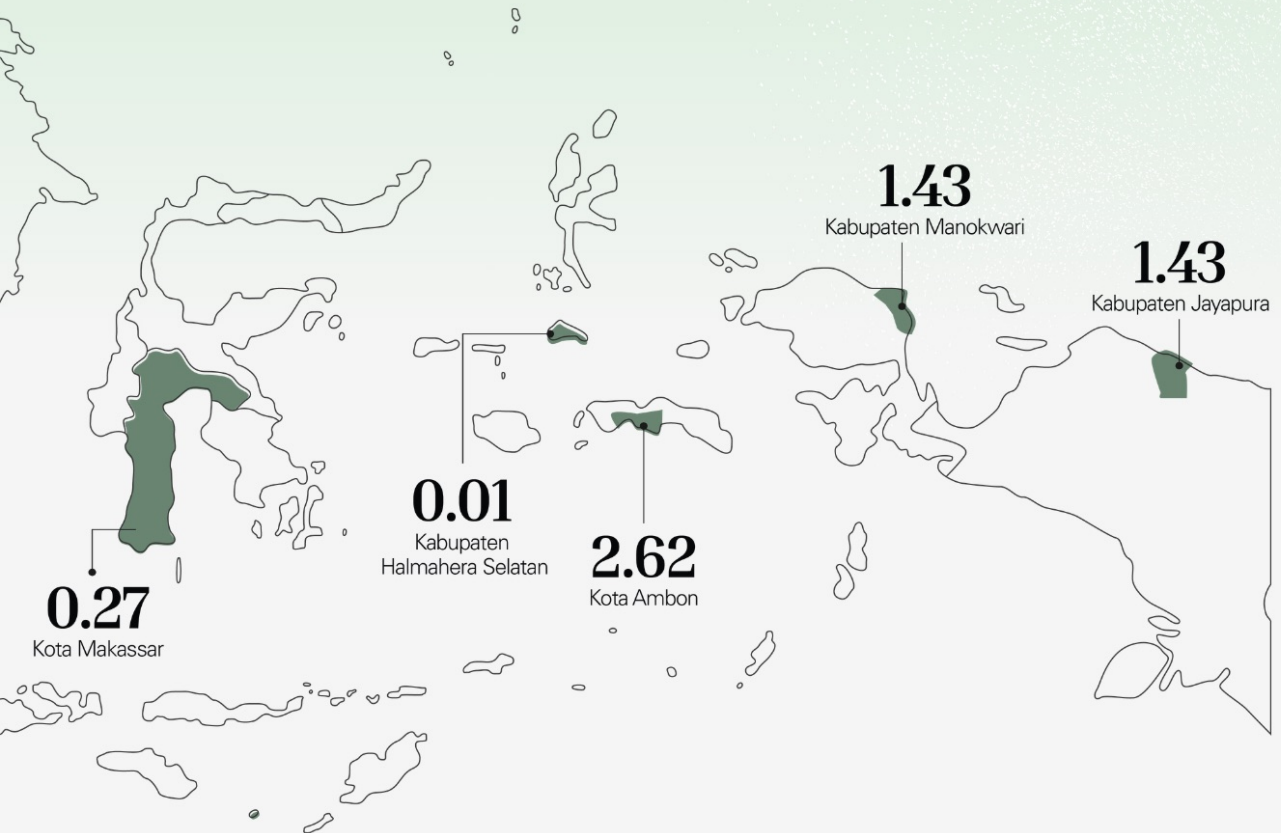 1.43
Kabupaten Manokwari
1.43
Kabupaten Jayapura
0.01
Kabupaten
Halmahera Selatan
2.62
Kota Ambon
0.27
Kota Makassar